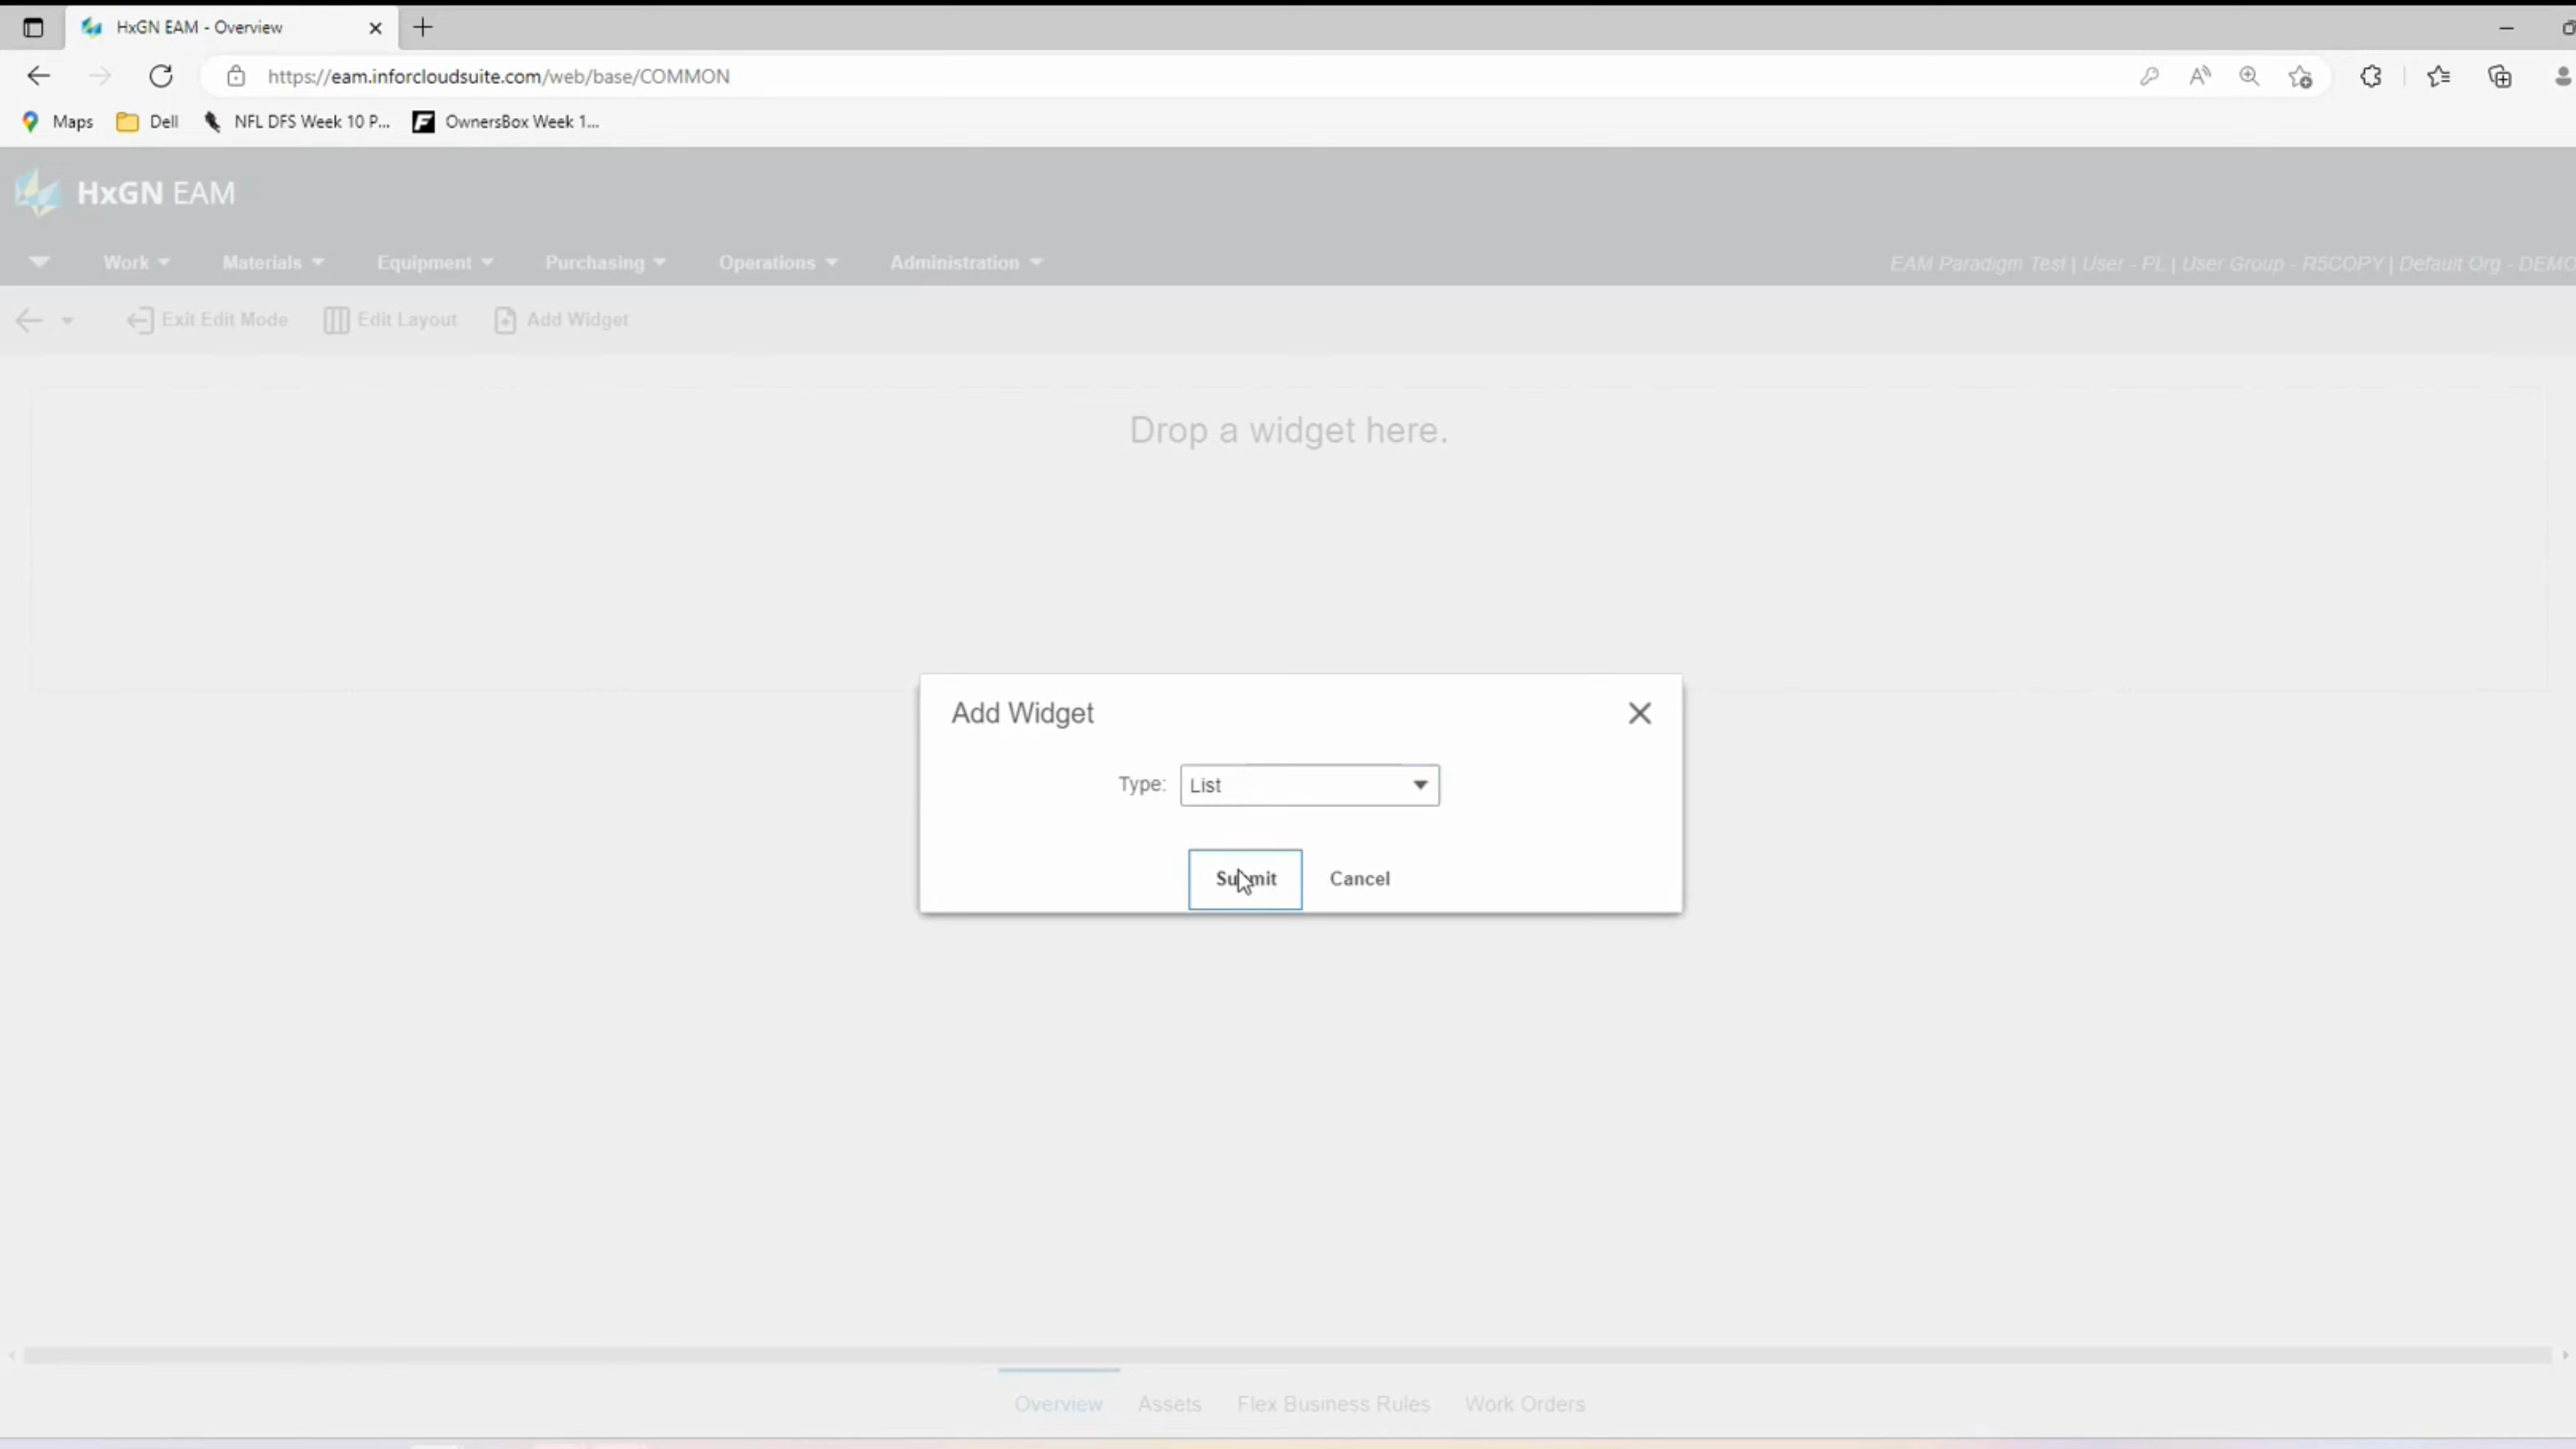 HxGN EAM - Overview
https://eam.inforcloudsuite.com/web/base/COMMON
Maps Dell NFL DFS Week 10 P... OwnersBox Week 1...
HxGN EAM
Work Materials Equipment Purchasing Operations Administration EAM Paradigm Test | User - PL | User Group - R5COPY | Default Org - DEMO
Exit Edit Mode Edit Layout Add Widget
Drop a widget here.
Add Widget
Type: List
Submit Cancel
Overview Assets Flex Business Rules Work Orders